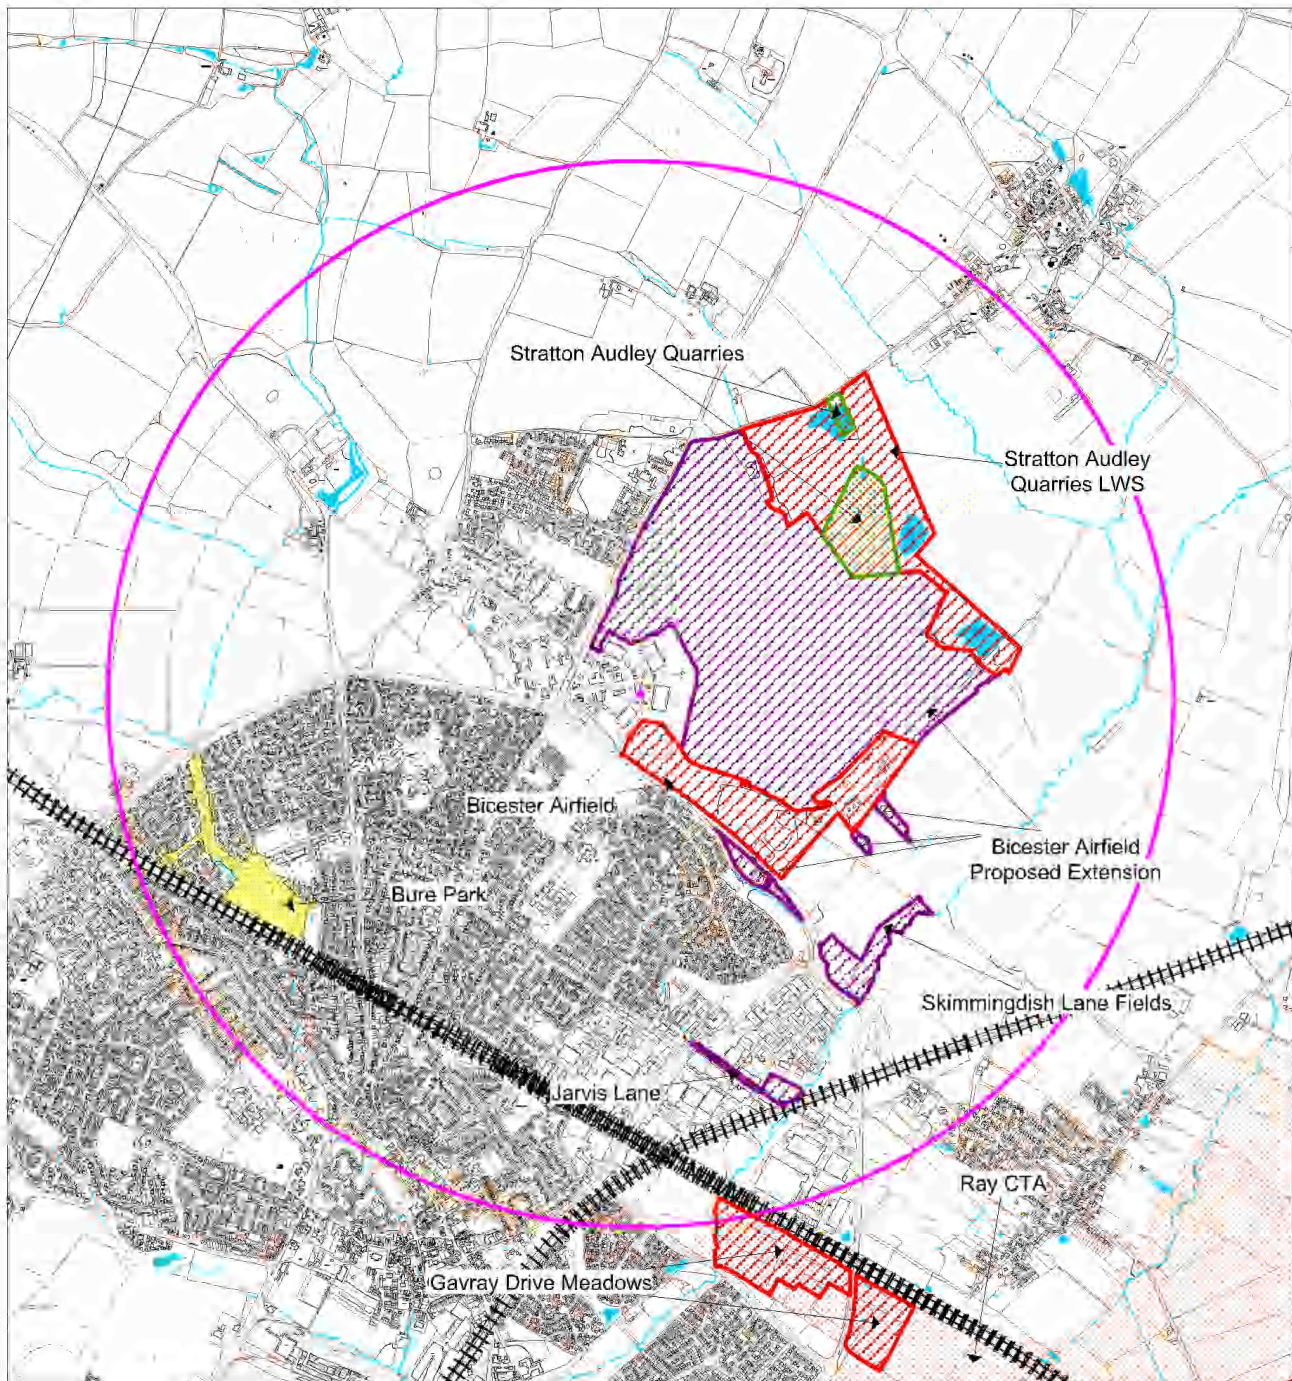 Stratton Audley Quarries
Stratton Audley
Quarries LWS
Bicester Airfield
Bicester Airfield
Proposed Extension
Bure Park
Skimmingdish Lane Fields
Jarvis Lane
Ray CTA
Gavray Drive Meadows